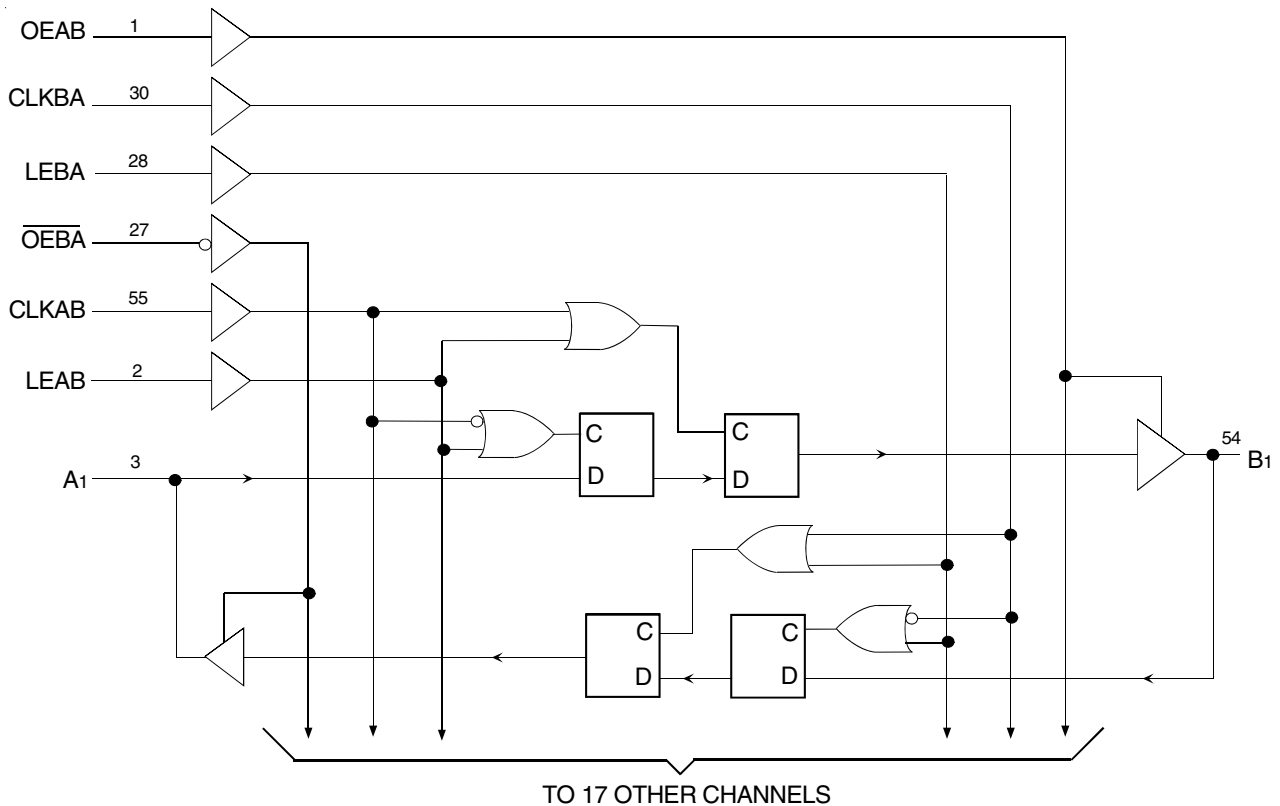 OEAB 1
CLKBA 30
LEBA 28
OEBA 27
CLKAB 55
LEAB 2
C
C
54
A1 3
D
D
B1
C
C
D
D
TO 17 OTHER CHANNELS